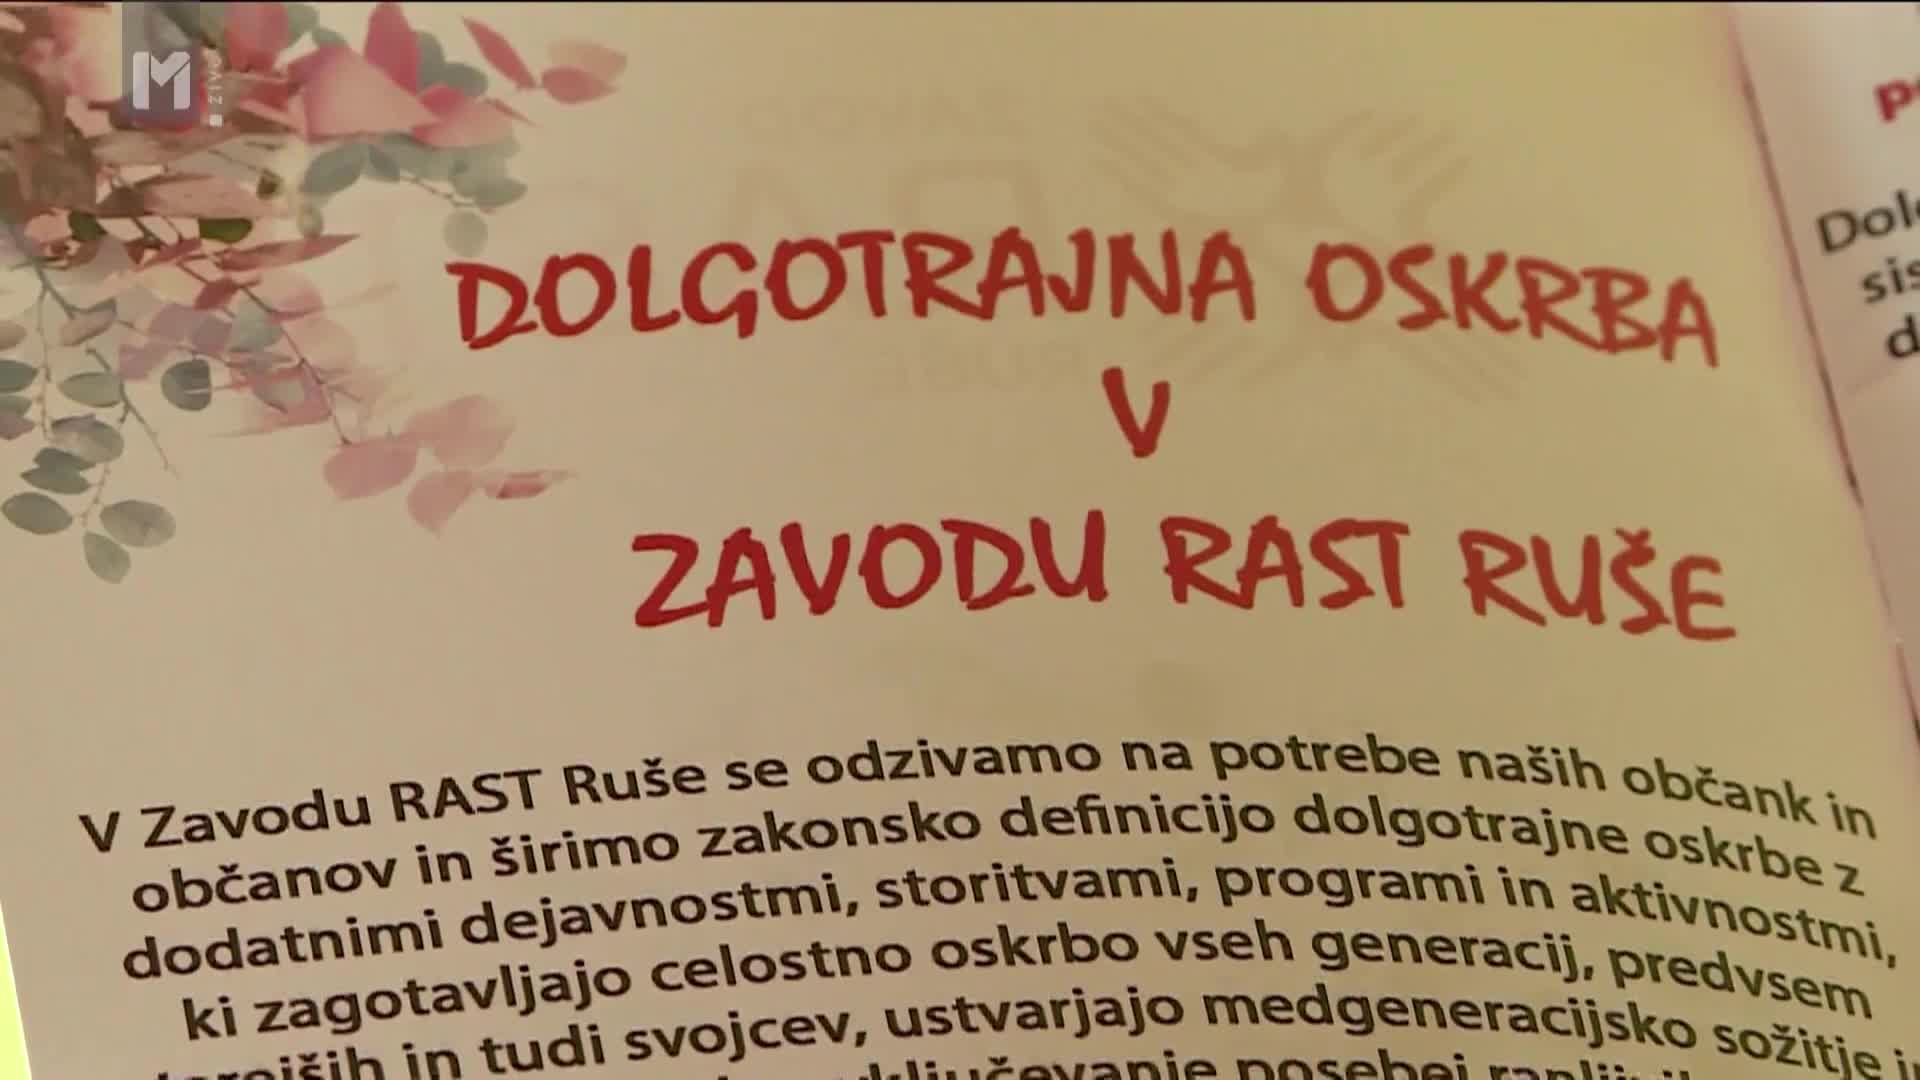 M
ŽIVO
DOLGOTRAJNA OSKRBA
V
ZAVODU RAST RUŠE
V Zavodu RAST Ruše se odzivamo na potrebe naših občank in
občanov in širimo zakonsko definicijo dolgotrajne oskrbe z
dodatnimi dejavnostmi, storitvami, programi in aktivnostmi,
ki zagotavljajo celostno oskrbo vseh generacij, predvsem
in tudi svojcev, ustvarjajo medgeneracijsko sožitje
posebej